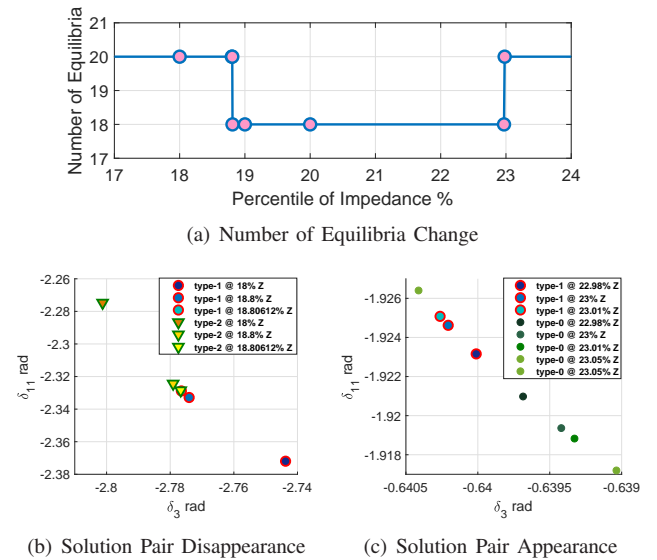 21
20
19
18
17
Number of Equilibria
17 18 19 20 21 22 23 24
Percentile of Impedance %
(a) Number of Equilibria Change
-2.26
-2.28
-2.3
-2.32
-2.34
-2.36
-2.38
δ11 rad
type-1 @ 18% Z
type-1 @ 18.8% Z
type-1 @ 18.80612% Z
type-2 @ 18% Z
type-2 @ 18.8% Z
type-2 @ 18.80612% Z
-2.8 -2.78 -2.76 -2.74
δ3 rad
(b) Solution Pair Disappearance
-1.926
-1.924
-1.922
-1.92
-1.918
δ11 rad
type-1 @ 22.98% Z
type-1 @ 23% Z
type-1 @ 23.01% Z
type-0 @ 22.98% Z
type-0 @ 23% Z
type-0 @ 23.01% Z
type-0 @ 23.05% Z
type-0 @ 23.05% Z
-0.6405 -0.64 -0.6395 -0.639
δ3 rad
(c) Solution Pair Appearance